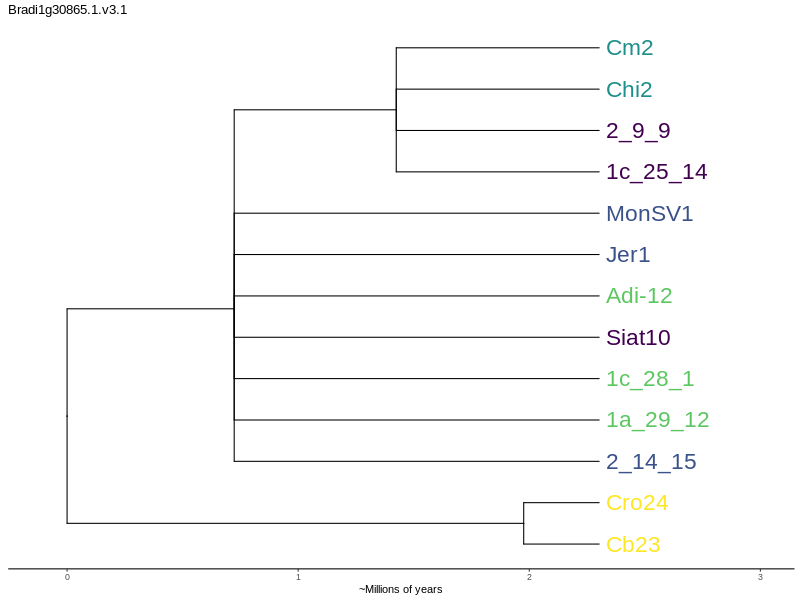 Bradi1g30865.1.v3.1
Cm2
Chi2
2_9_9
1c_25_14
MonSV1
Jer1
Adi-12
Siat10
1c_28_1
1a_29_12
2_14_15
Cro24
Cb23
0 1 2 3
~Millions of years